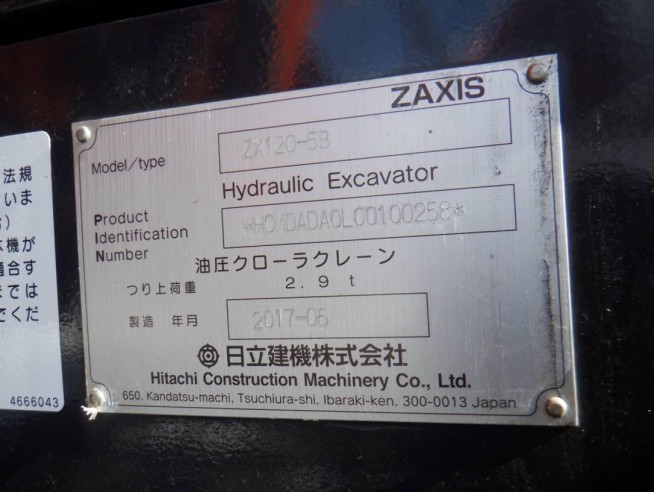 ZAXIS
Model/type ZX120-5B
Hydraulic Excavator
Product
Identification
Number
*HCMDADA0L00100258*
油圧クローラクレーン
つり上荷重 2.9 t
製造 年月 2017-06
日立建機株式会社
Hitachi Construction Machinery Co., Ltd.
650, Kandatsu-machi, Tsuchiura-shi, Ibaraki-ken, 300-0013 Japan
法規
いま
機が
合す
では
でくだ
4666043